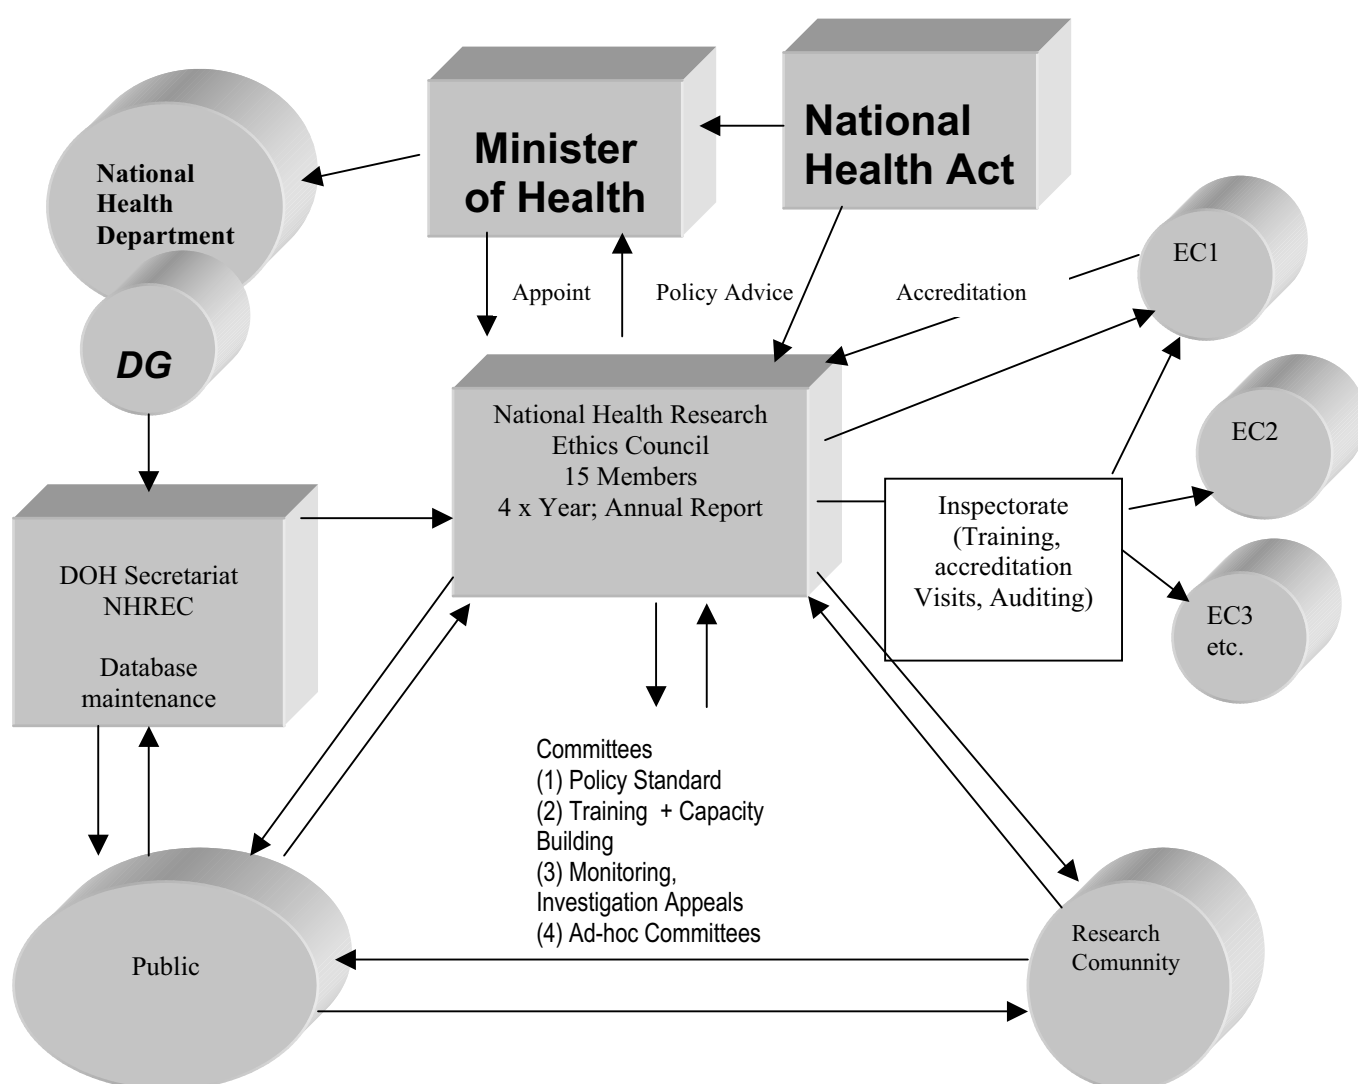 National
Health Act
Minister
of Health
National
Health
Department
DG
EC1
Appoint
Policy Advice
Accreditation
National Health Research
Ethics Council
15 Members
4 x Year; Annual Report
EC2
Inspectorate
(Training,
accreditation
Visits, Auditing)
DOH Secretariat
NHREC
Database
maintenance
EC3
etc.
Committees
(1) Policy Standard
(2) Training + Capacity
Building
(3) Monitoring,
Investigation Appeals
(4) Ad-hoc Committees
Public
Research
Comunnity